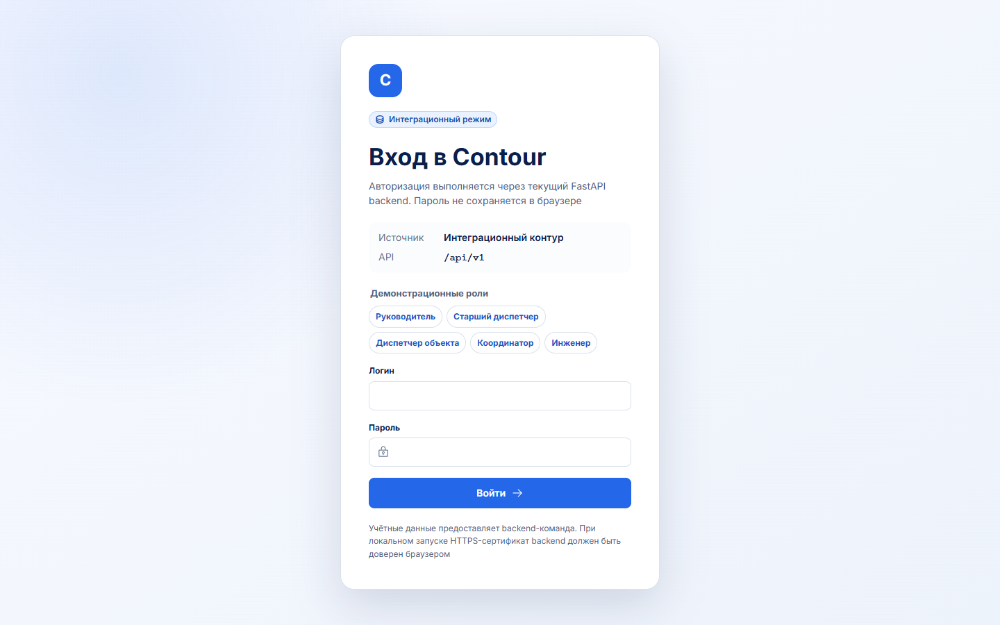 C
Интеграционный режим
Вход в Contour
Авторизация выполняется через текущий FastAPI
backend. Пароль не сохраняется в браузере
Источник Интеграционный контур
API /api/v1
Демонстрационные роли
Руководитель Старший диспетчер
Диспетчер объекта Координатор Инженер
Логин
Пароль
Войти →
Учётные данные предоставляет backend-команда. При
локальном запуске HTTPS-сертификат backend должен быть
доверен браузером